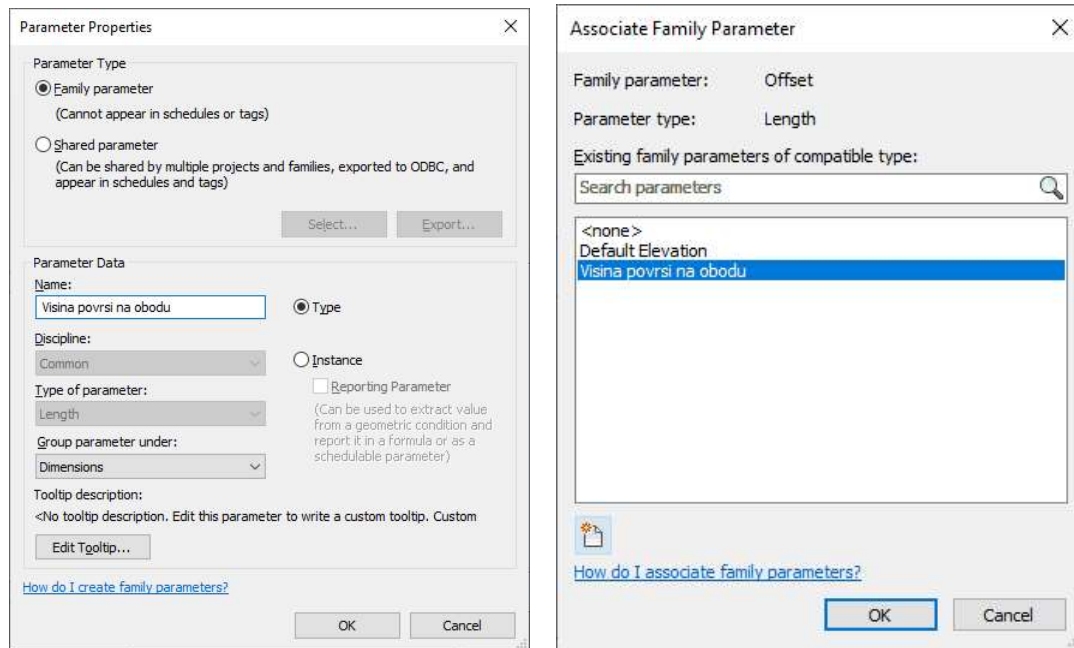 Parameter Properties
Parameter Type
Family parameter
(Cannot appear in schedules or tags)
Shared parameter
(Can be shared by multiple projects and families, exported to ODBC, and
appear in schedules and tags)
Select...
Export...
Parameter Data
Name:
Visina povrsi na obodu
Type
Discipline:
Common
Instance
Type of parameter:
Reporting Parameter
Length
(Can be used to extract value
from a geometric condition and
report it in a formula or as a
schedulable parameter)
Group parameter under:
Dimensions
Tooltip description:
<No tooltip description. Edit this parameter to write a custom tooltip. Custom
Edit Tooltip...
How do I create family parameters?
OK
Cancel
Associate Family Parameter
Family parameter: Offset
Parameter type: Length
Existing family parameters of compatible type:
Search parameters
<none>
Default Elevation
Visina povrsi na obodu
How do I associate family parameters?
OK
Cancel